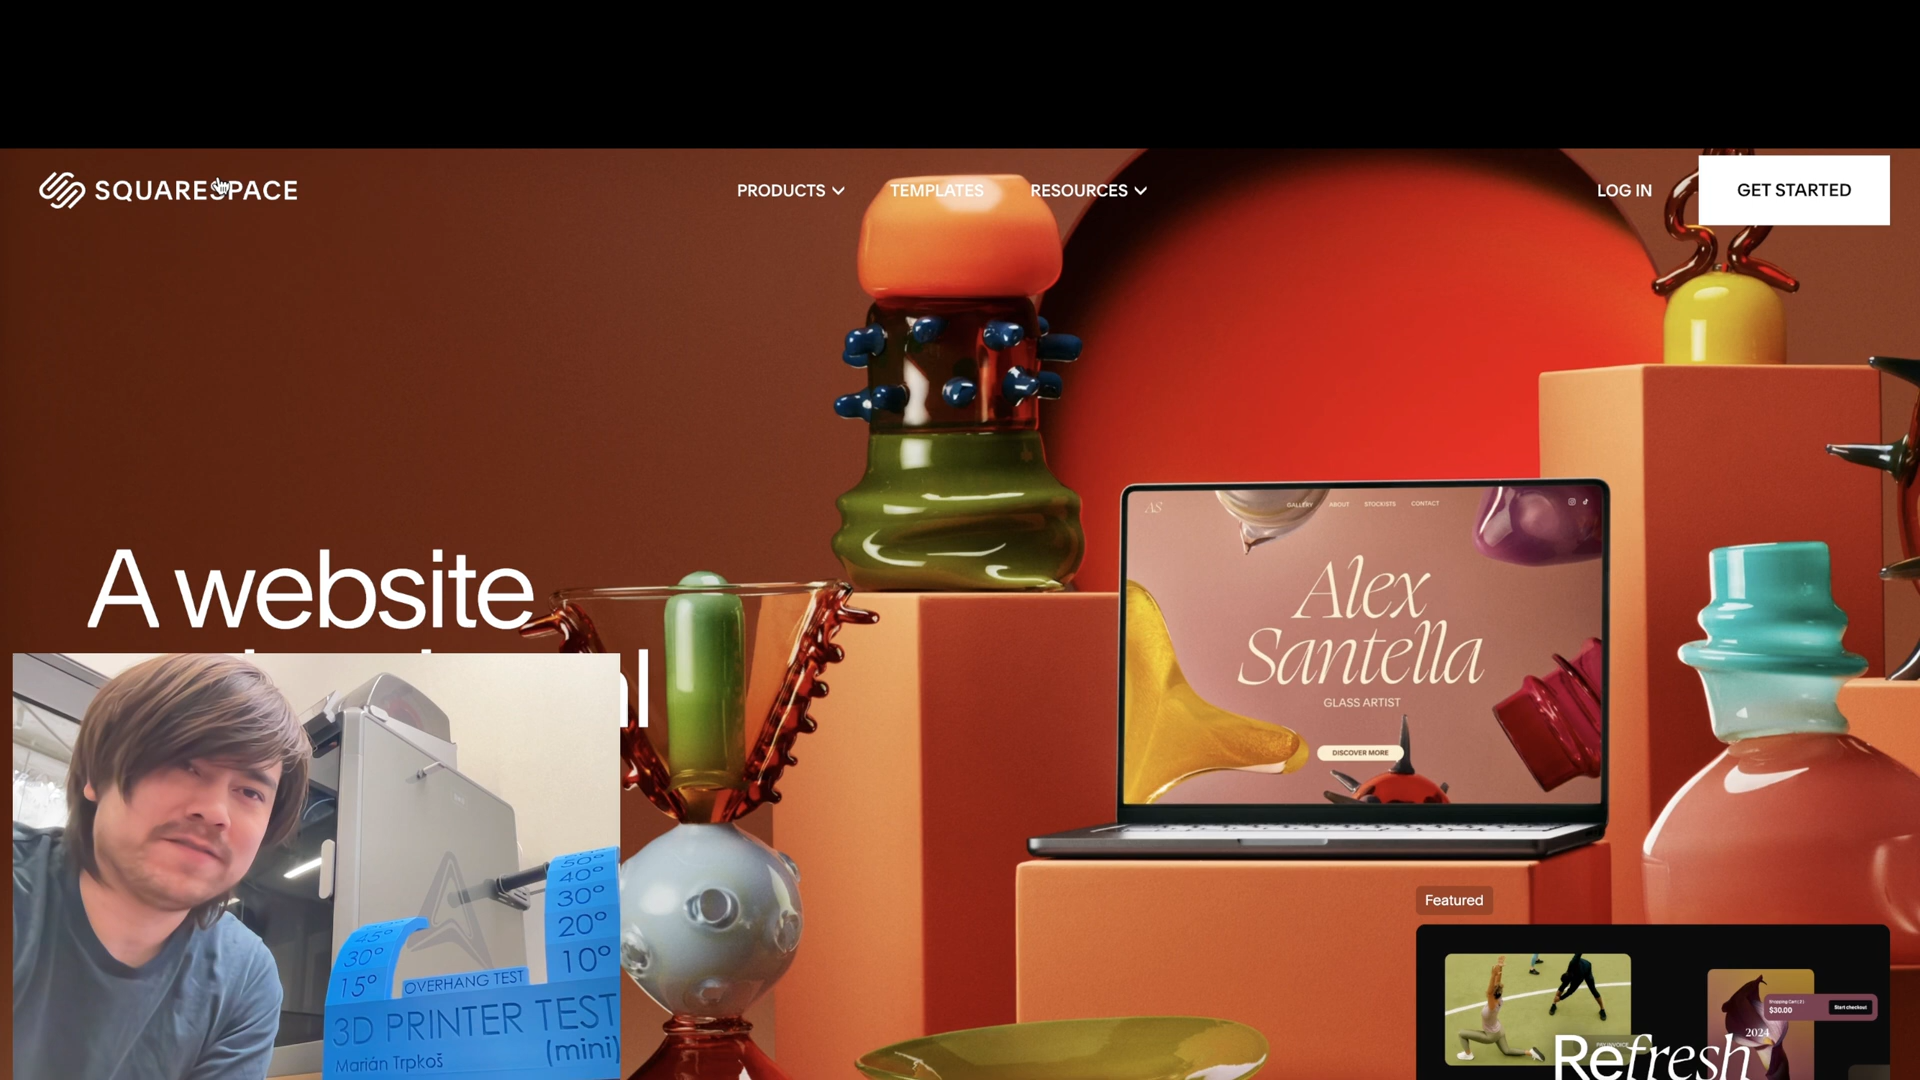 SQUARESPACE
PRODUCTS
TEMPLATES
RESOURCES
LOG IN
GET STARTED
A website
AS
GALLERY
ABOUT
STOCKISTS
CONTACT
Alex
Santella
GLASS ARTIST
DISCOVER MORE
45°
30°
15°
OVERHANG TEST
50°
40°
30°
20°
10°
3D PRINTER TEST
(mini)
Marián Trpkoš
Featured
Shopping Cart (2)
$30.00
Start checkout
2024
Refresh